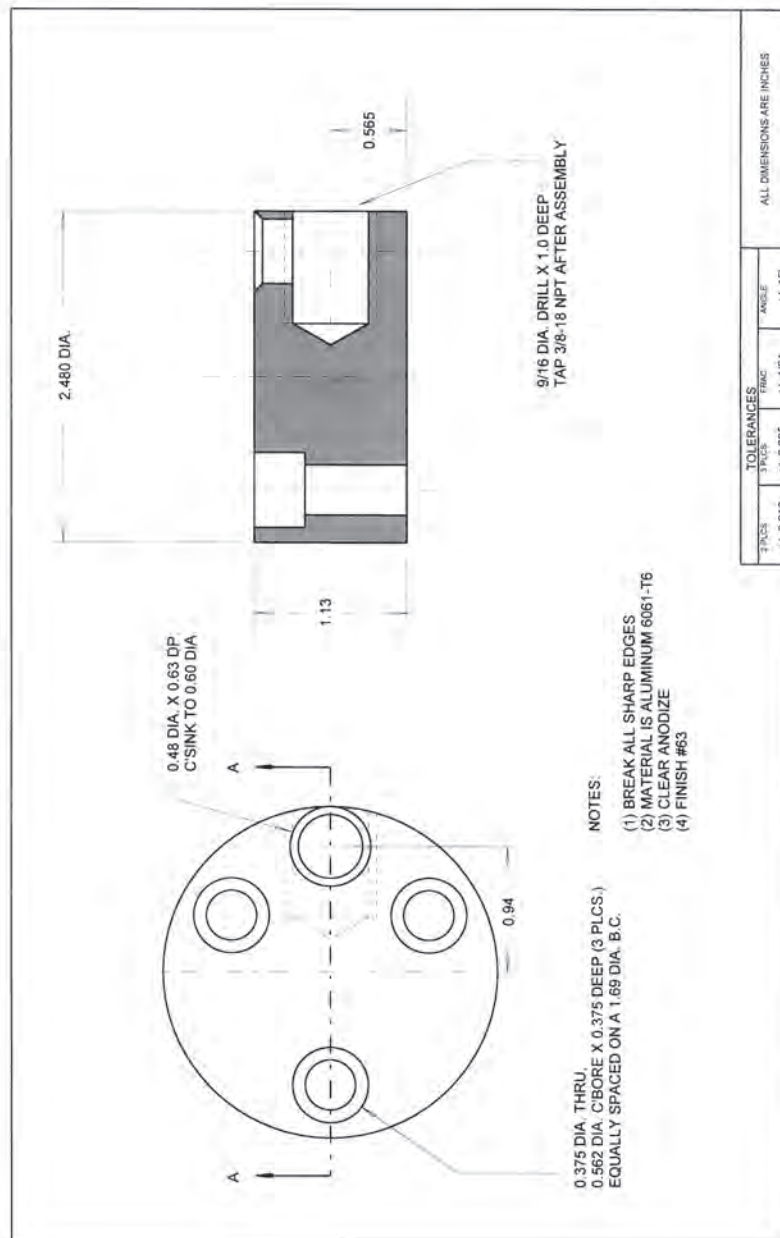 2.480 DIA.
1.13
0.565
9/16 DIA. DRILL X 1.0 DEEP
TAP 3/8-18 NPT AFTER ASSEMBLY
0.48 DIA. X 0.63 DP.
C'SINK TO 0.60 DIA
A
A
0.94
0.375 DIA. THRU,
0.562 DIA. C'BORE X 0.375 DEEP (3 PLCS.)
EQUALLY SPACED ON A 1.69 DIA. B.C.
NOTES:
(1) BREAK ALL SHARP EDGES
(2) MATERIAL IS ALUMINUM 6061-T6
(3) CLEAR ANODIZE
(4) FINISH #63
TOLERANCES
2 PLCS
3 PLCS
FRAC
ANGLE
ALL DIMENSIONS ARE INCHES